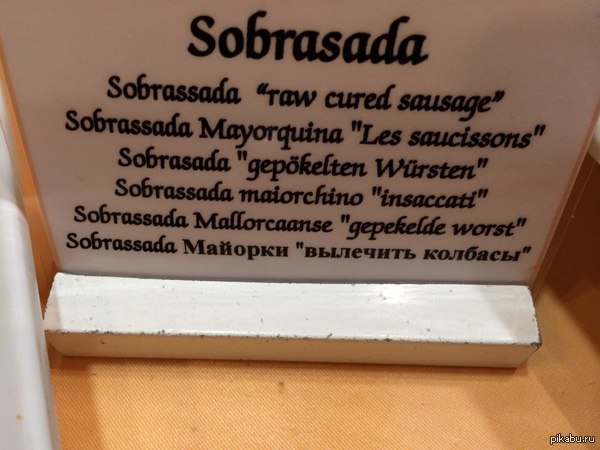 Sobrasada
Sobrassada “raw cured sausage”
Sobrassada Mayorquina "Les saucissons"
Sobrasada "gepökelten Würsten"
Sobrassada maiorchino "insaccati"
Sobrassada Mallorcaanse "gepekelde worst"
Sobrassada Майорки "вылечить колбасы"
pikabu.ru